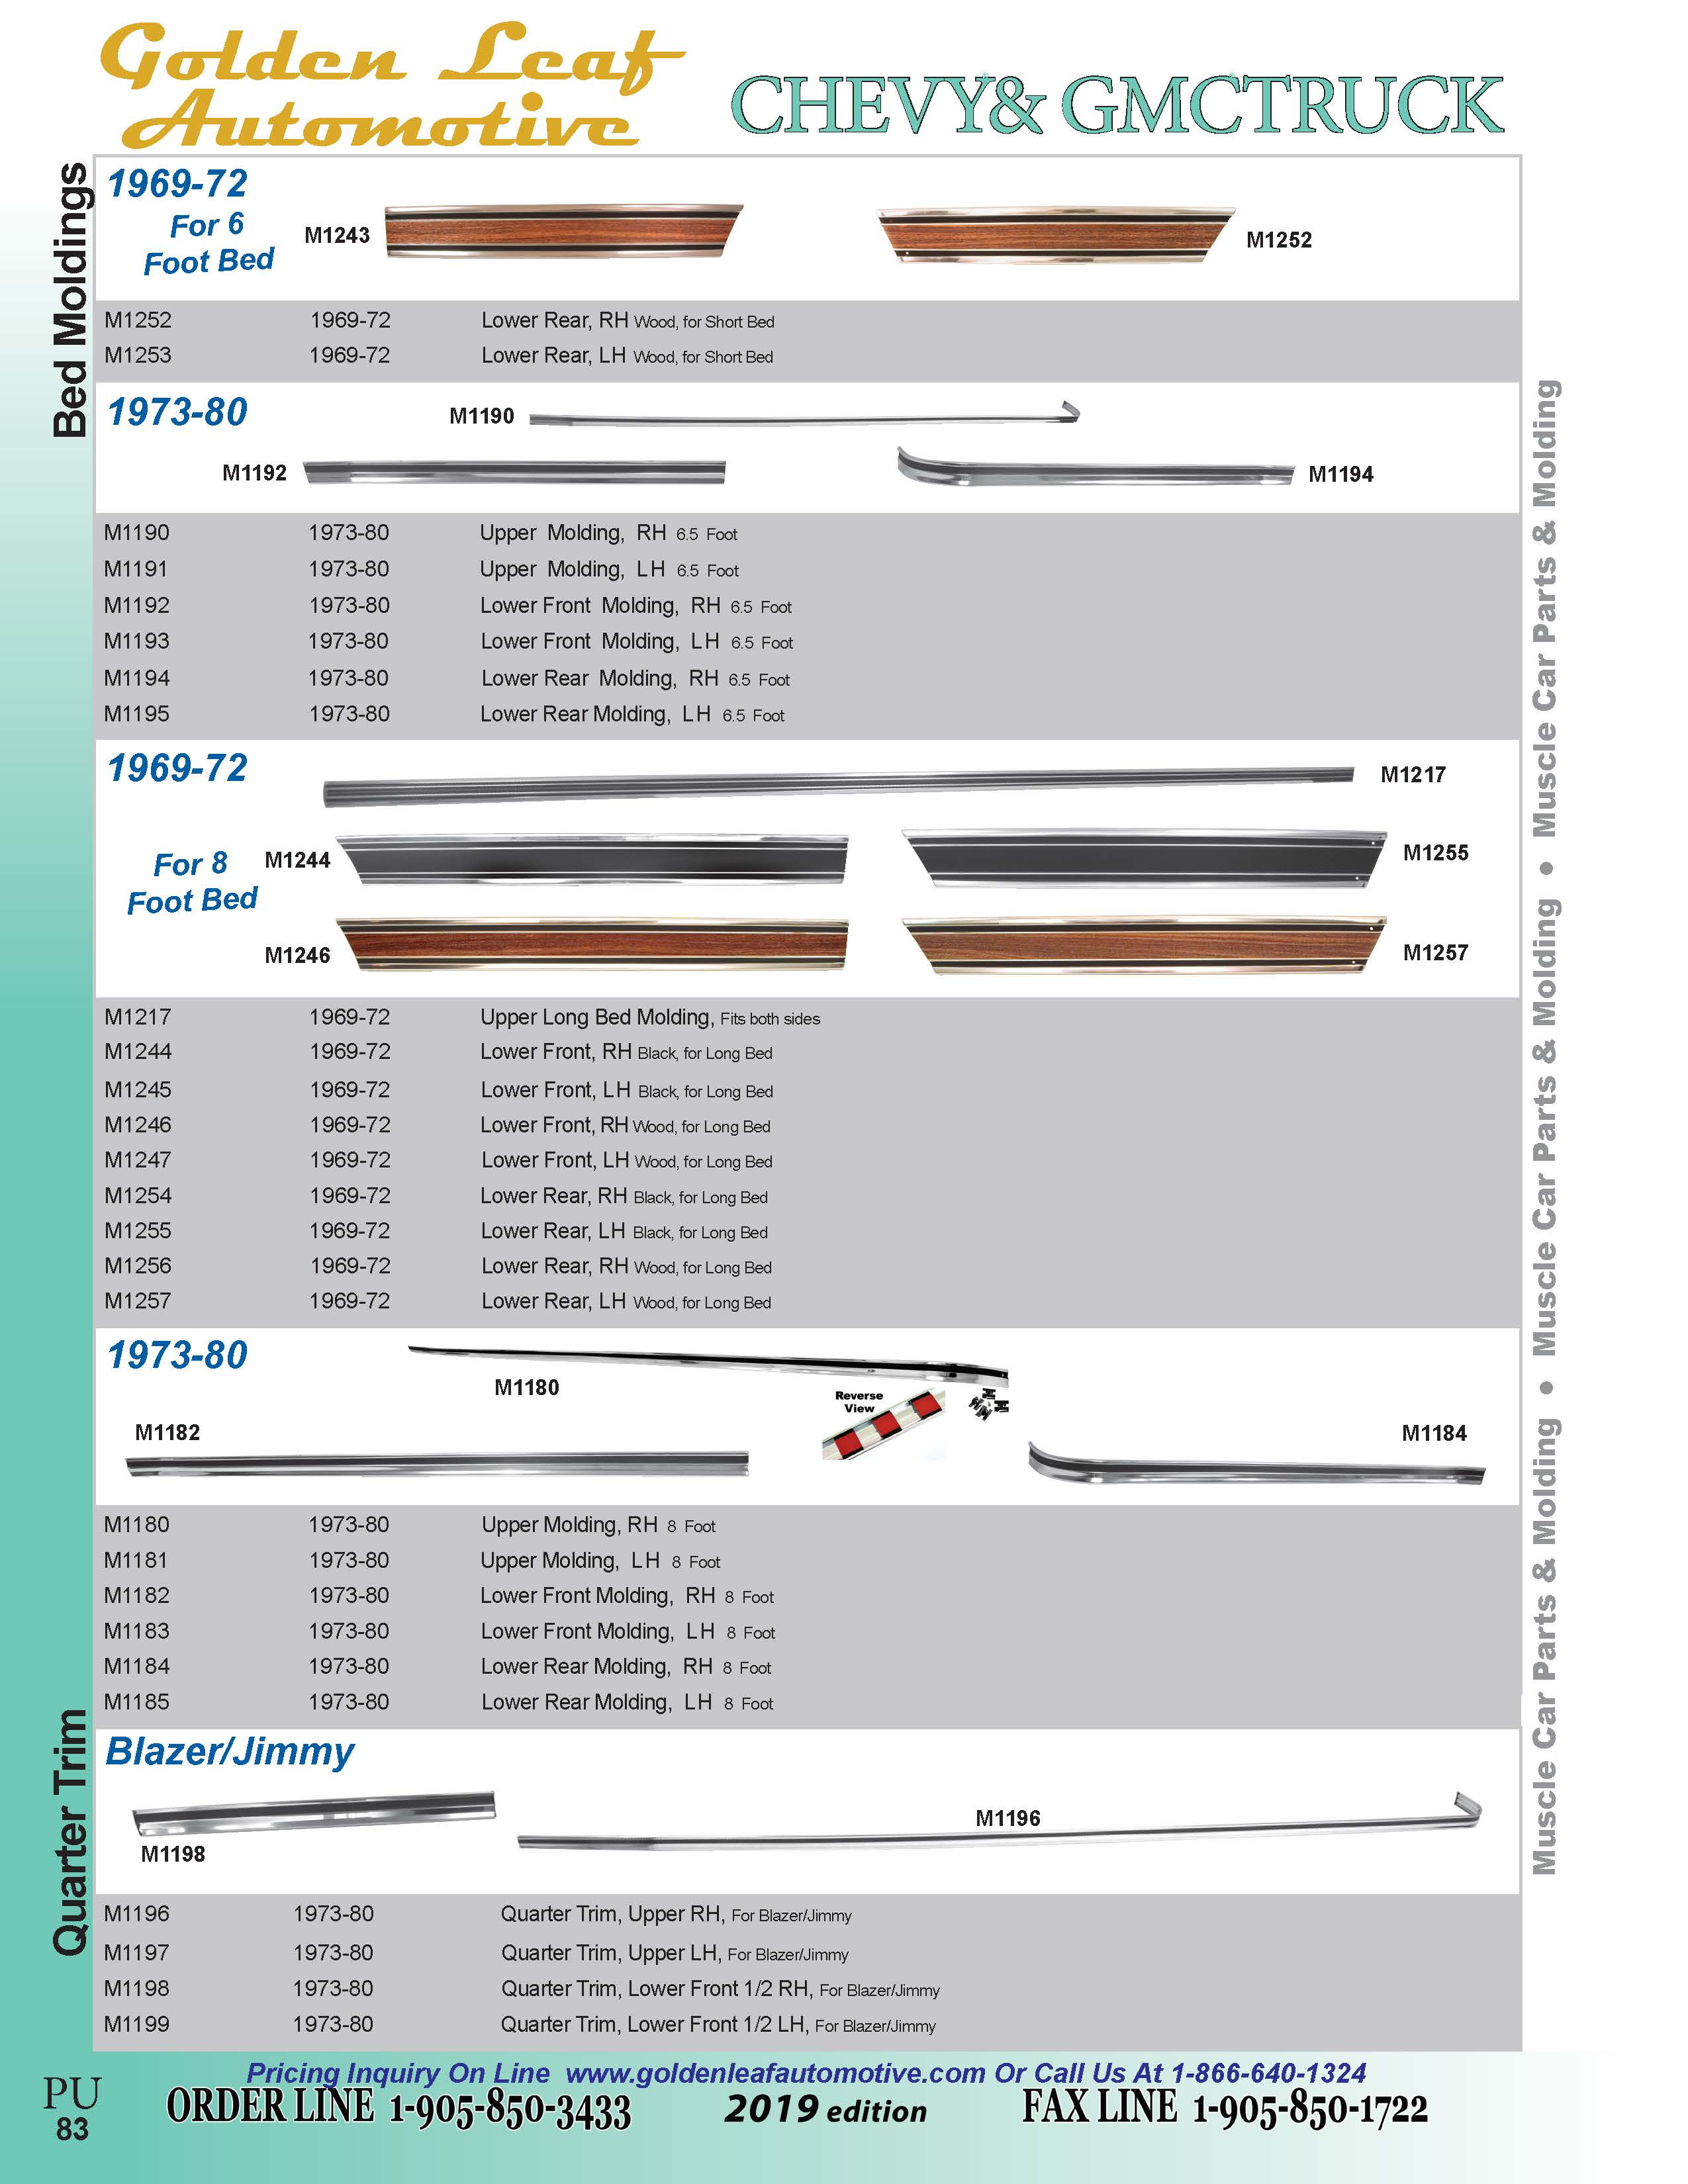 Golden Leaf
Automotive
CHEVY& GMCTRUCK
Bed Moldings
1969-72
For 6
Foot Bed
M1243
M1252
M1252 1969-72 Lower Rear, RH Wood, for Short Bed
M1253 1969-72 Lower Rear, LH Wood, for Short Bed
1973-80
M1190
M1192
M1194
M1190 1973-80 Upper Molding, RH 6.5 Foot
M1191 1973-80 Upper Molding, LH 6.5 Foot
M1192 1973-80 Lower Front Molding, RH 6.5 Foot
M1193 1973-80 Lower Front Molding, LH 6.5 Foot
M1194 1973-80 Lower Rear Molding, RH 6.5 Foot
M1195 1973-80 Lower Rear Molding, LH 6.5 Foot
1969-72
M1217
For 8
Foot Bed
M1244
M1255
M1246
M1257
M1217 1969-72 Upper Long Bed Molding, Fits both sides
M1244 1969-72 Lower Front, RH Black, for Long Bed
M1245 1969-72 Lower Front, LH Black, for Long Bed
M1246 1969-72 Lower Front, RH Wood, for Long Bed
M1247 1969-72 Lower Front, LH Wood, for Long Bed
M1254 1969-72 Lower Rear, RH Black, for Long Bed
M1255 1969-72 Lower Rear, LH Black, for Long Bed
M1256 1969-72 Lower Rear, RH Wood, for Long Bed
M1257 1969-72 Lower Rear, LH Wood, for Long Bed
1973-80
M1180
Reverse
View
M1182
M1184
M1180 1973-80 Upper Molding, RH 8 Foot
M1181 1973-80 Upper Molding, LH 8 Foot
M1182 1973-80 Lower Front Molding, RH 8 Foot
M1183 1973-80 Lower Front Molding, LH 8 Foot
M1184 1973-80 Lower Rear Molding, RH 8 Foot
M1185 1973-80 Lower Rear Molding, LH 8 Foot
Quarter Trim
Blazer/Jimmy
M1196
M1198
M1196 1973-80 Quarter Trim, Upper RH, For Blazer/Jimmy
M1197 1973-80 Quarter Trim, Upper LH, For Blazer/Jimmy
M1198 1973-80 Quarter Trim, Lower Front 1/2 RH, For Blazer/Jimmy
M1199 1973-80 Quarter Trim, Lower Front 1/2 LH, For Blazer/Jimmy
Muscle Car Parts & Molding • Muscle Car Parts & Molding • Muscle Car Parts & Molding
Pricing Inquiry On Line www.goldenleafautomotive.com Or Call Us At 1-866-640-1324
PU
83
ORDER LINE 1-905-850-3433 2019 edition FAX LINE 1-905-850-1722